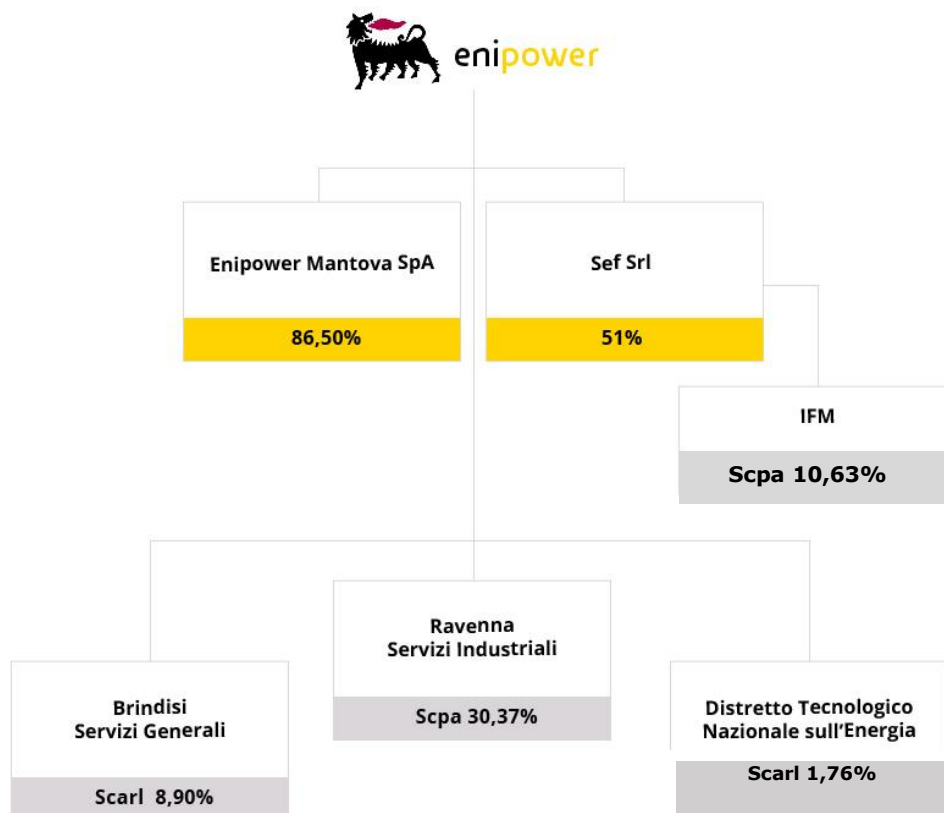 enipower
Enipower Mantova SpA
86,50%
Sef Srl
51%
IFM
Scpa 10,63%
Ravenna
Servizi Industriali
Scpa 30,37%
Brindisi
Servizi Generali
Scarl 8,90%
Distretto Tecnologico
Nazionale sull'Energia
Scarl 1,76%